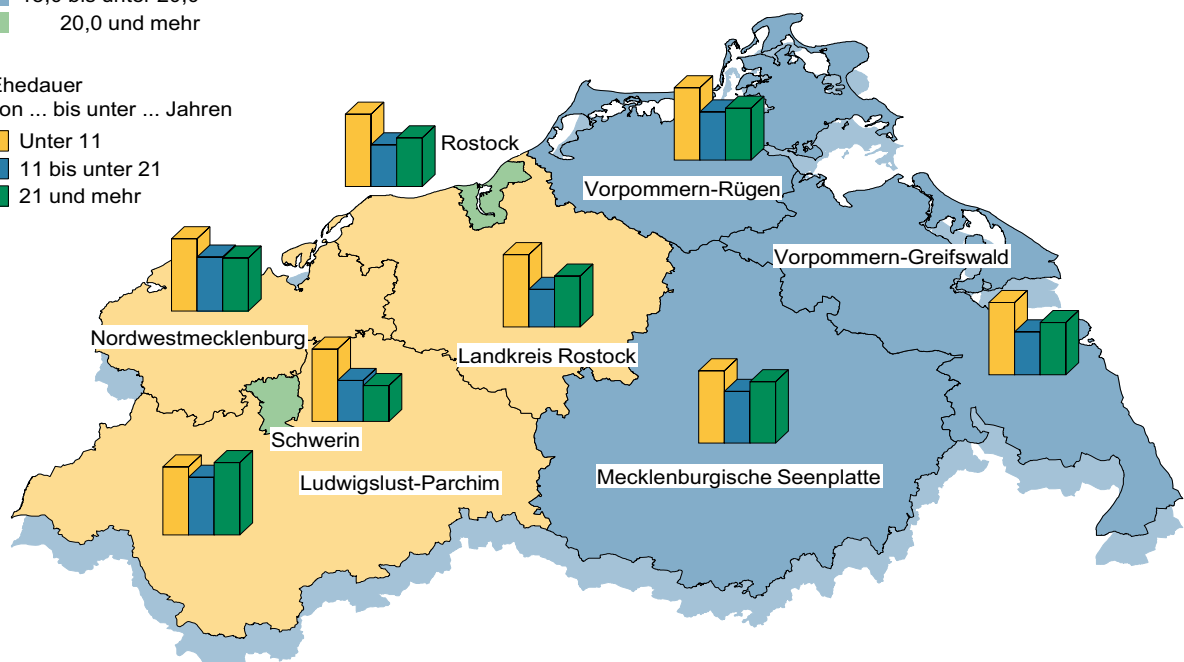 20,0 und mehr
Ehedauer
von ... bis unter ... Jahren
Unter 11
11 bis unter 21
21 und mehr
Rostock
Vorpommern-Rügen
Vorpommern-Greifswald
Nordwestmecklenburg
Landkreis Rostock
Schwerin
Ludwigslust-Parchim
Mecklenburgische Seenplatte